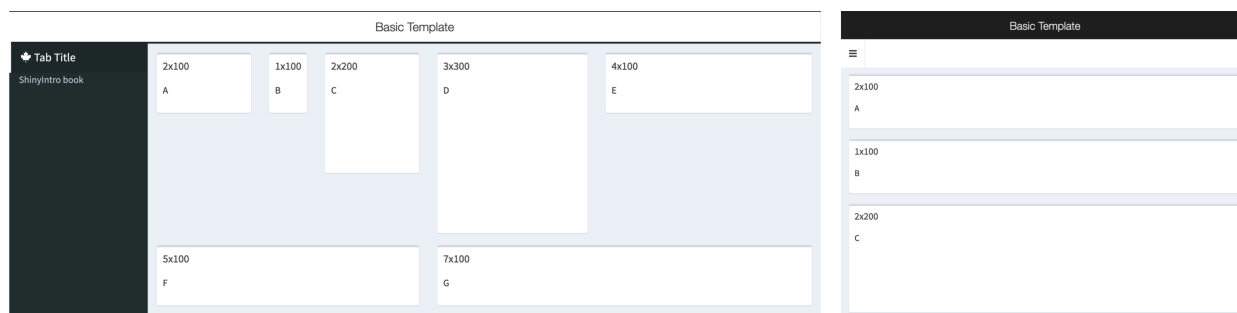 Basic Template
Tab Title
ShinyIntro book
2x100
A
1x100
B
2x200
C
3x300
D
4x100
E
5x100
F
7x100
G
Basic Template
2x100
A
1x100
B
2x200
C